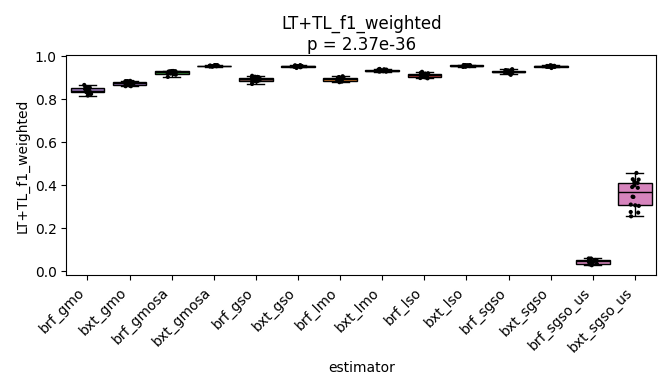 LT+TL_f1_weighted
p = 2.37e-36
LT+TL_f1_weighted
1.0
0.8
0.6
0.4
0.2
0.0
brf_gmo
bxt_gmo
brf_gmosa
bxt_gmosa
brf_gso
bxt_gso
brf_lmo
bxt_lmo
brf_lso
bxt_lso
brf_sgso
bxt_sgso
brf_sgso_us
bxt_sgso_us
estimator